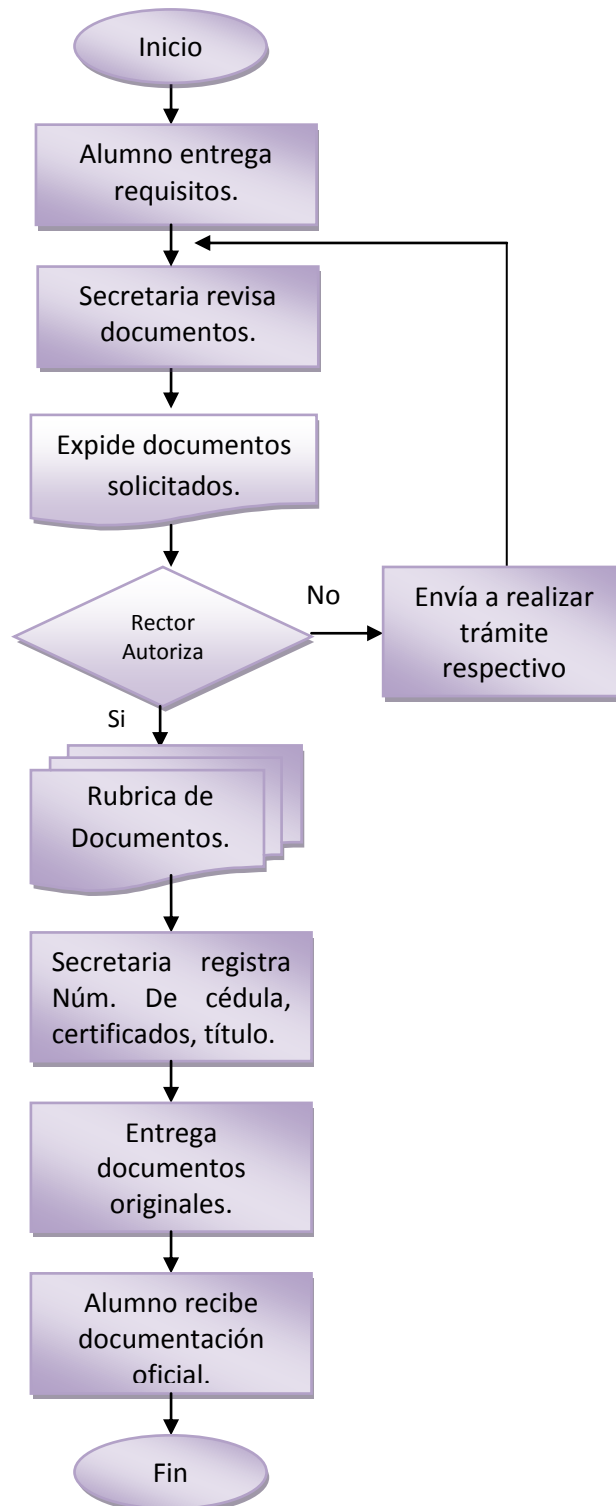 Inicio
Alumno entrega
requisitos.
Secretaria revisa
documentos.
Expide documentos
solicitados.
Rector
Autoriza
No
Envía a realizar
trámite
respectivo
Si
Rubrica de
Documentos.
Secretaria registra
Núm. De cédula,
certificados, título.
Entrega
documentos
originales.
Alumno recibe
documentación
oficial.
Fin